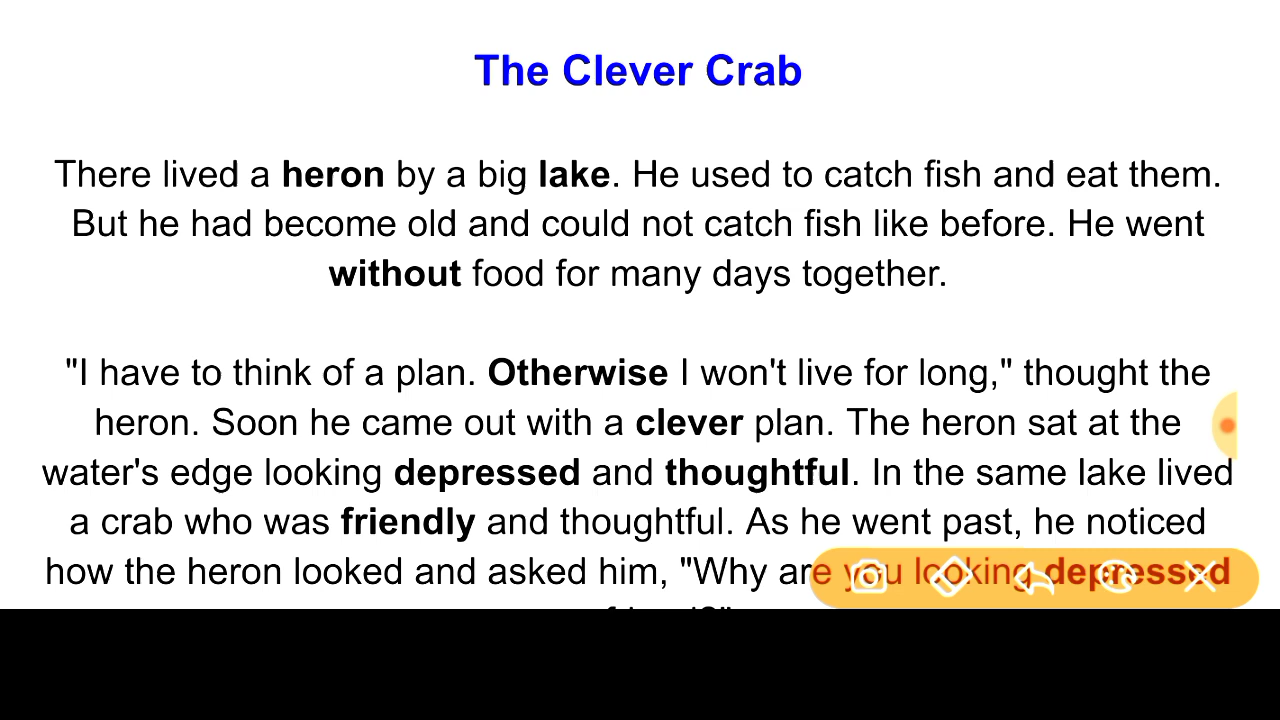 The Clever Crab
There lived a heron by a big lake. He used to catch fish and eat them.
But he had become old and could not catch fish like before. He went
without food for many days together.
"I have to think of a plan. Otherwise I won't live for long," thought the
heron. Soon he came out with a clever plan. The heron sat at the
water's edge looking depressed and thoughtful. In the same lake lived
a crab who was friendly and thoughtful. As he went past, he noticed
how the heron looked and asked him, "Why are you looking depressed